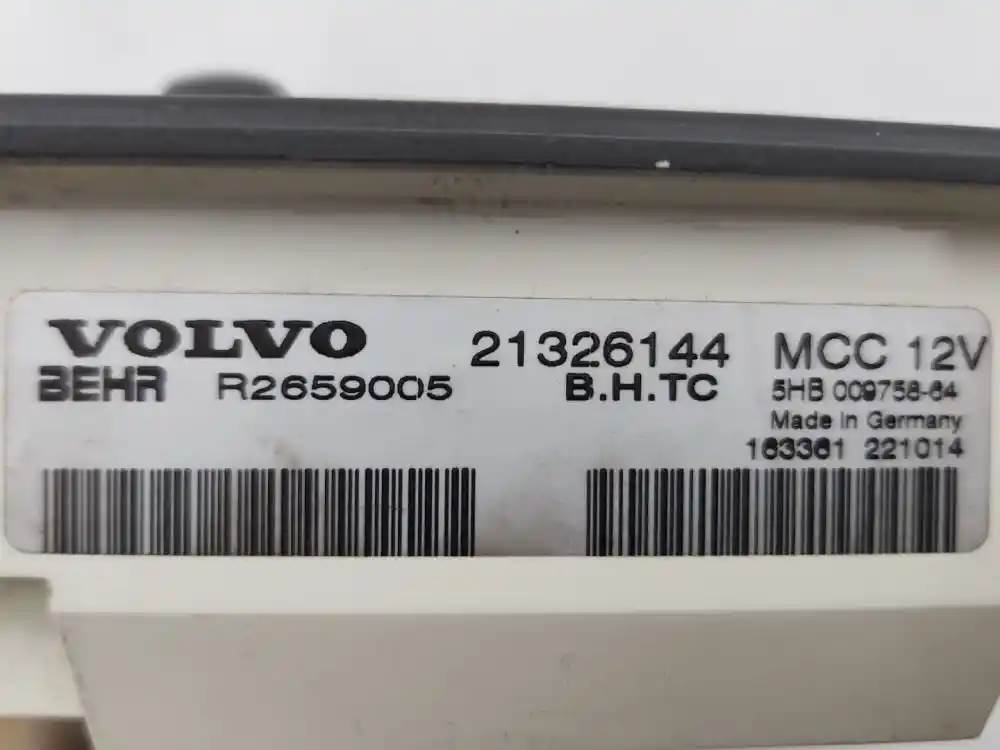 VOLVO 21326144 MCC 12V
BEHR R2659005 B.H.TC 5HB 009758-64
Made in Germany
163361 221014